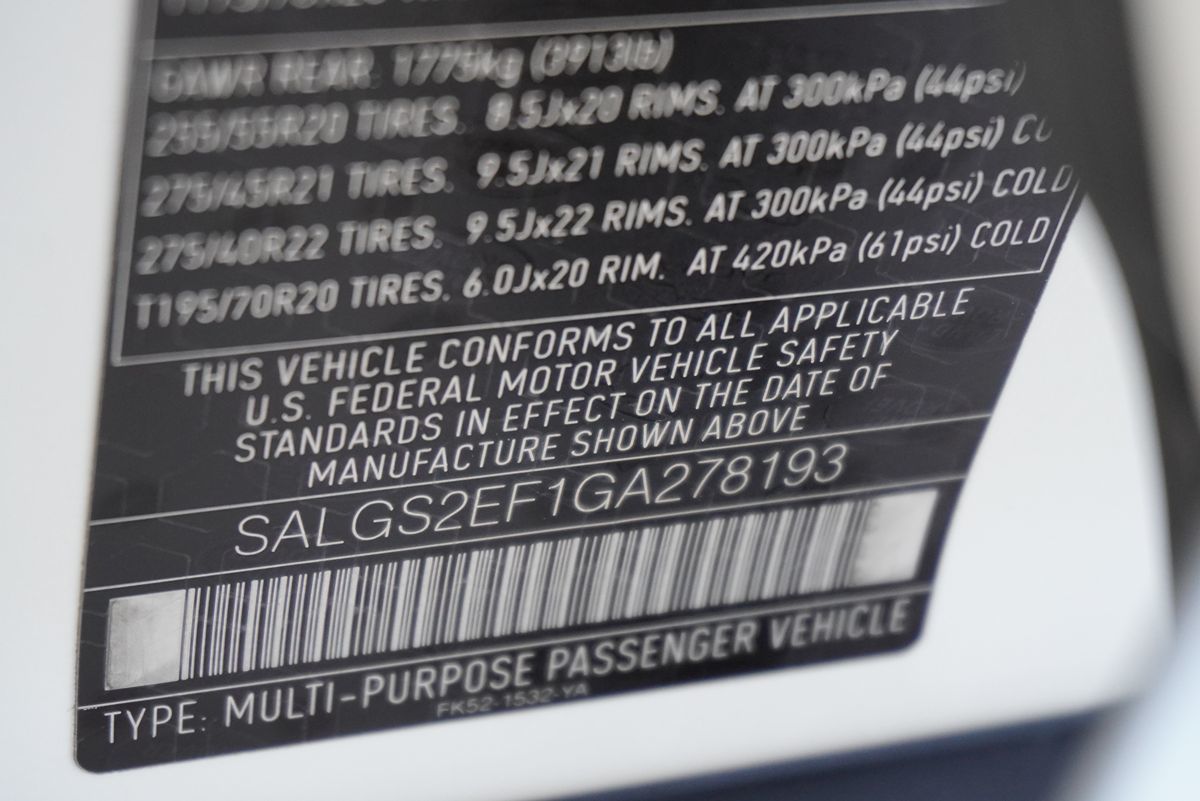 GAWR REAR. 1775kg (3913lb)
255/55R20 TIRES. 8.5Jx20 RIMS. AT 300kPa (44psi)
275/45R21 TIRES. 9.5Jx21 RIMS. AT 300kPa (44psi)
275/40R22 TIRES. 9.5Jx22 RIMS. AT 300kPa (44psi) COLD
T195/70R20 TIRES. 6.0Jx20 RIM. AT 420kPa (61psi) COLD
THIS VEHICLE CONFORMS TO ALL APPLICABLE
U.S. FEDERAL MOTOR VEHICLE SAFETY
STANDARDS IN EFFECT ON THE DATE OF
MANUFACTURE SHOWN ABOVE
SALGS2EF1GA278193
TYPE: MULTI-PURPOSE PASSENGER VEHICLE
FK52-1532-YA